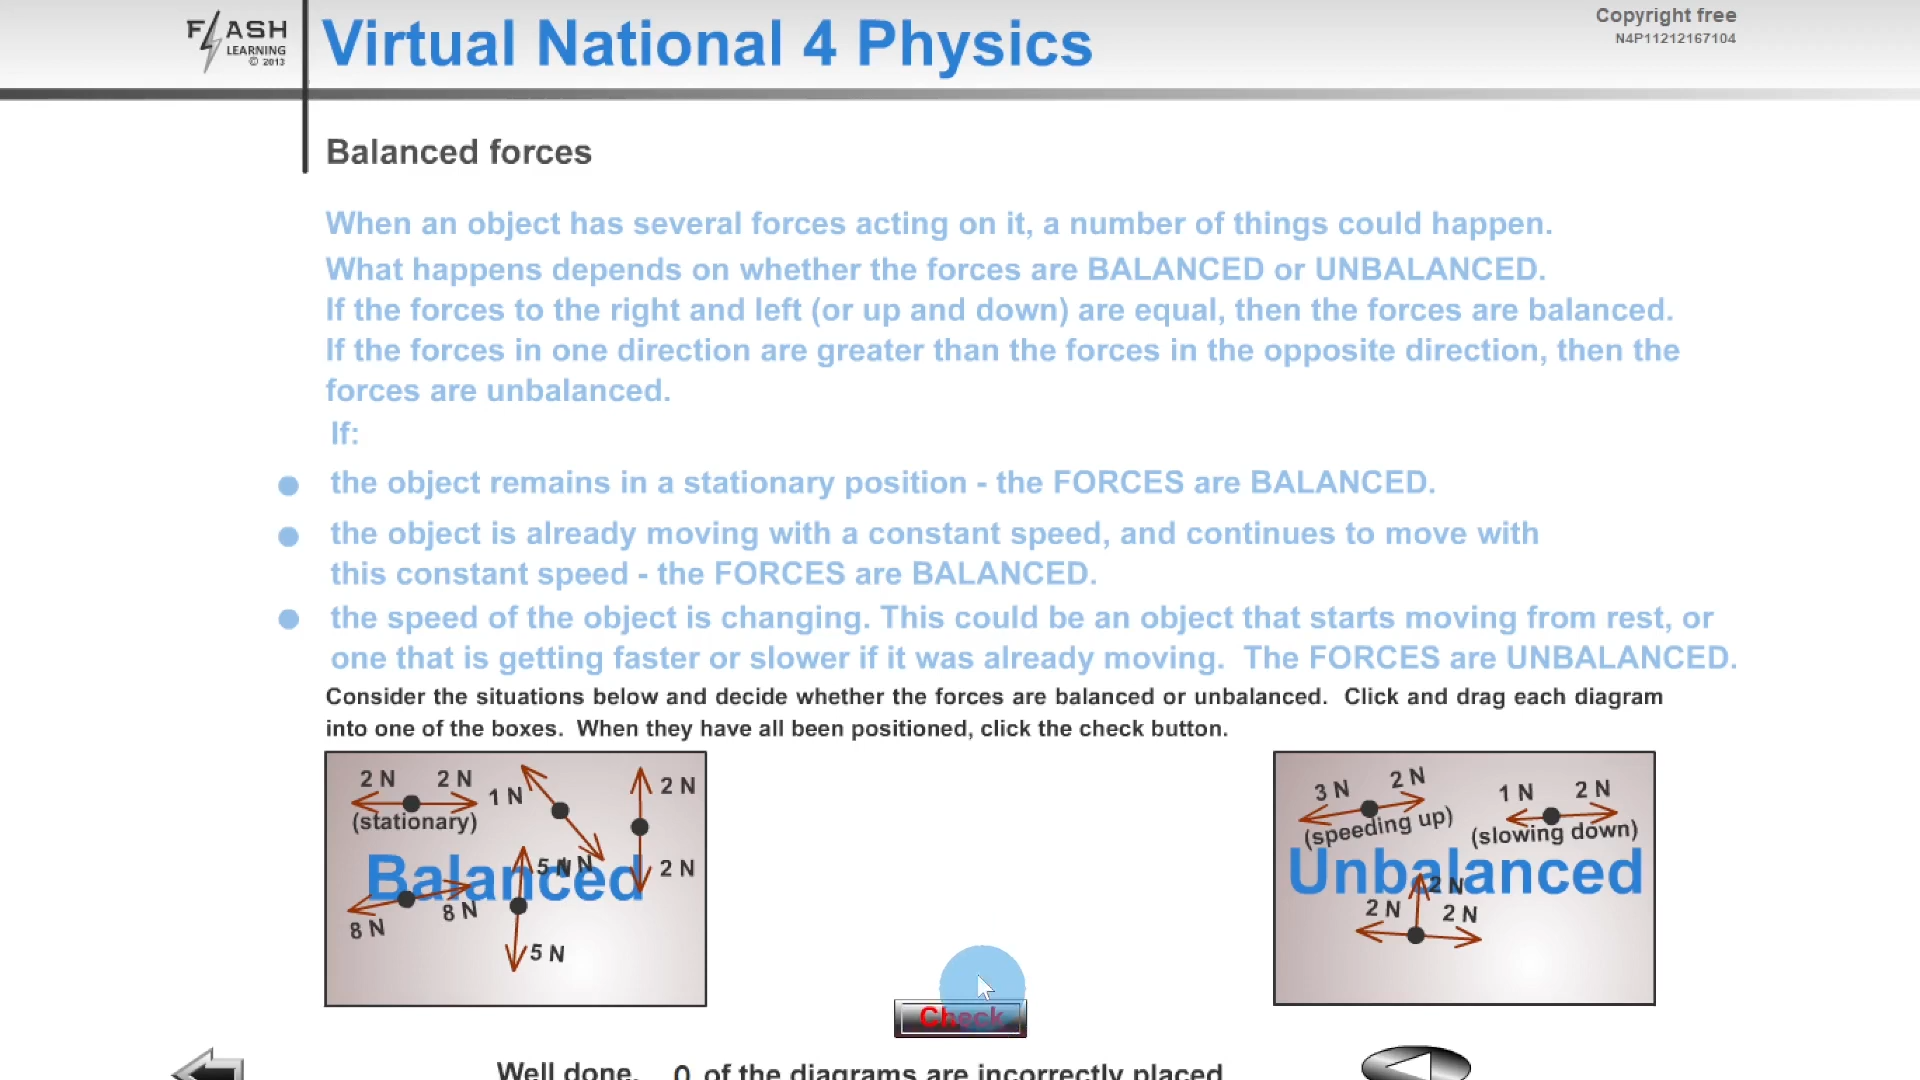 FLASH
LEARNING
© 2013
Virtual National 4 Physics
Copyright free
N4P11212167104
Balanced forces
When an object has several forces acting on it, a number of things could happen.
What happens depends on whether the forces are BALANCED or UNBALANCED.
If the forces to the right and left (or up and down) are equal, then the forces are balanced.
If the forces in one direction are greater than the forces in the opposite direction, then the
forces are unbalanced.
If:
the object remains in a stationary position - the FORCES are BALANCED.
the object is already moving with a constant speed, and continues to move with
this constant speed - the FORCES are BALANCED.
the speed of the object is changing. This could be an object that starts moving from rest, or
one that is getting faster or slower if it was already moving. The FORCES are UNBALANCED.
Consider the situations below and decide whether the forces are balanced or unbalanced. Click and drag each diagram
into one of the boxes. When they have all been positioned, click the check button.
2 N 2 N
(stationary)
1 N
1 N
2 N
2 N
Balanced
5 N
5 N
8 N
8 N
3 N 2 N
(speeding up)
1 N 2 N
(slowing down)
Unbalanced
2 N
2 N 2 N
Check
Well done. 0 of the diagrams are incorrectly placed